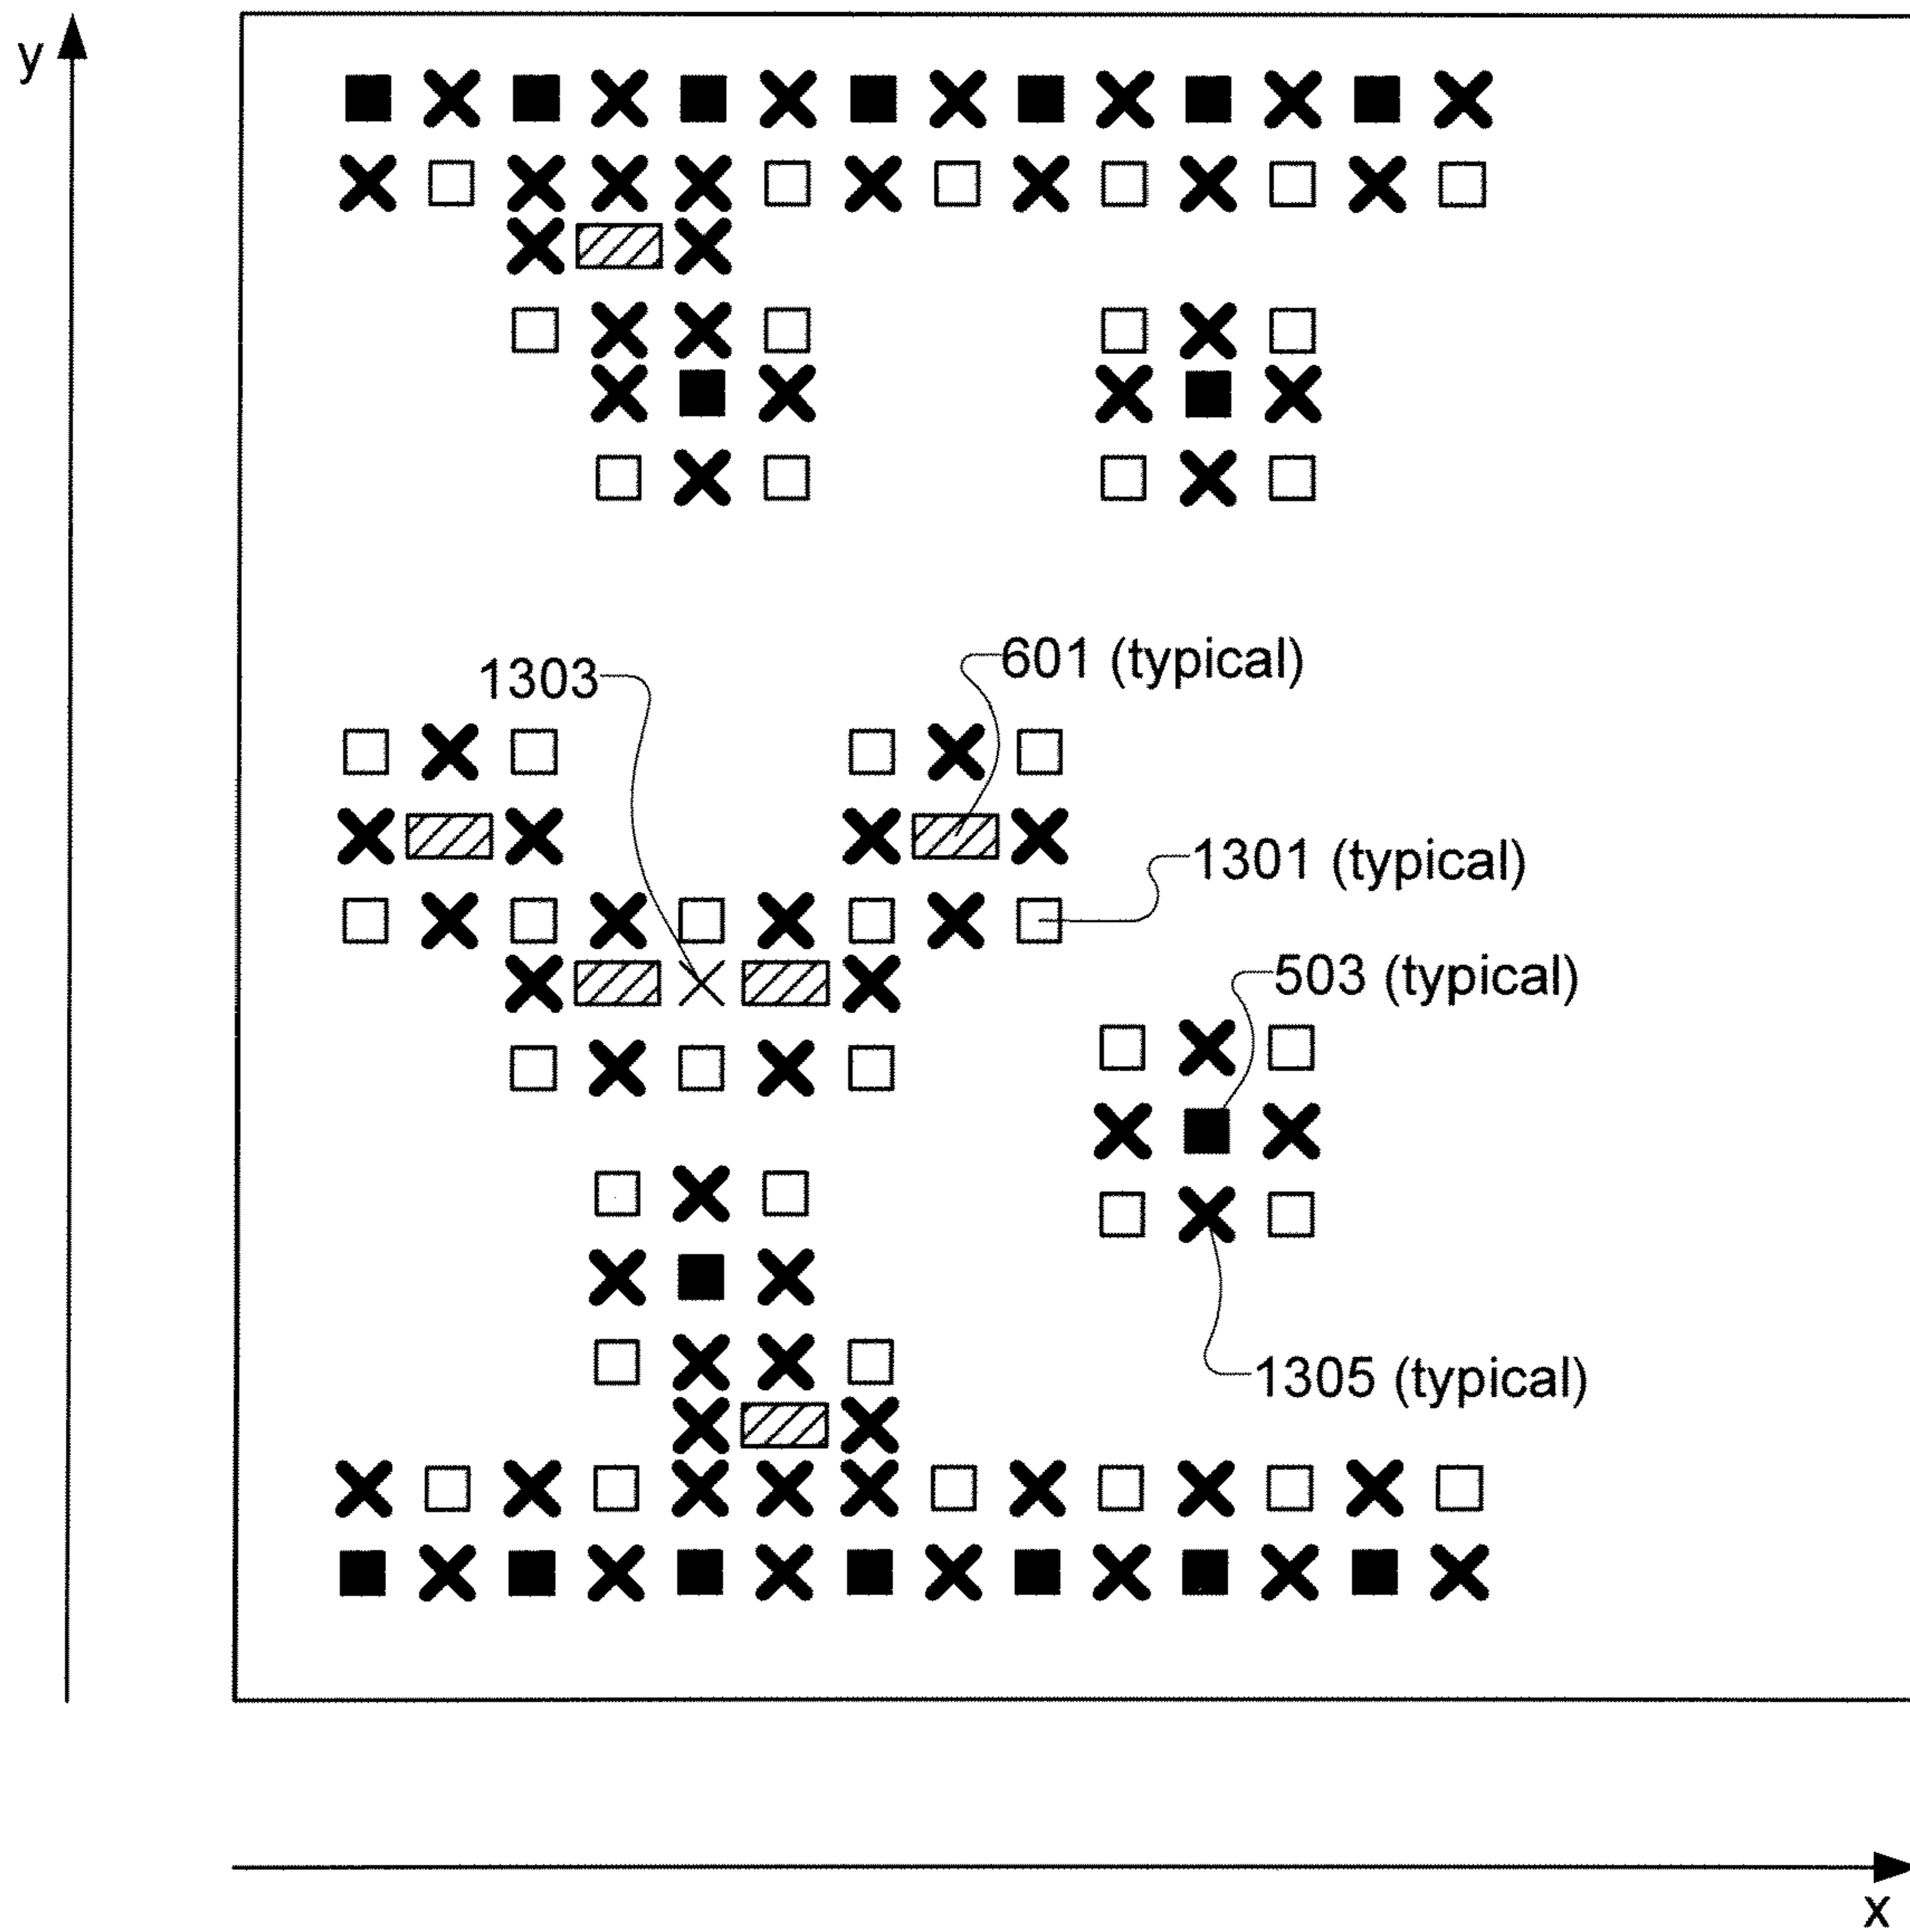 y
601 (typical)
1303
1301 (typical)
503 (typical)
1305 (typical)
x